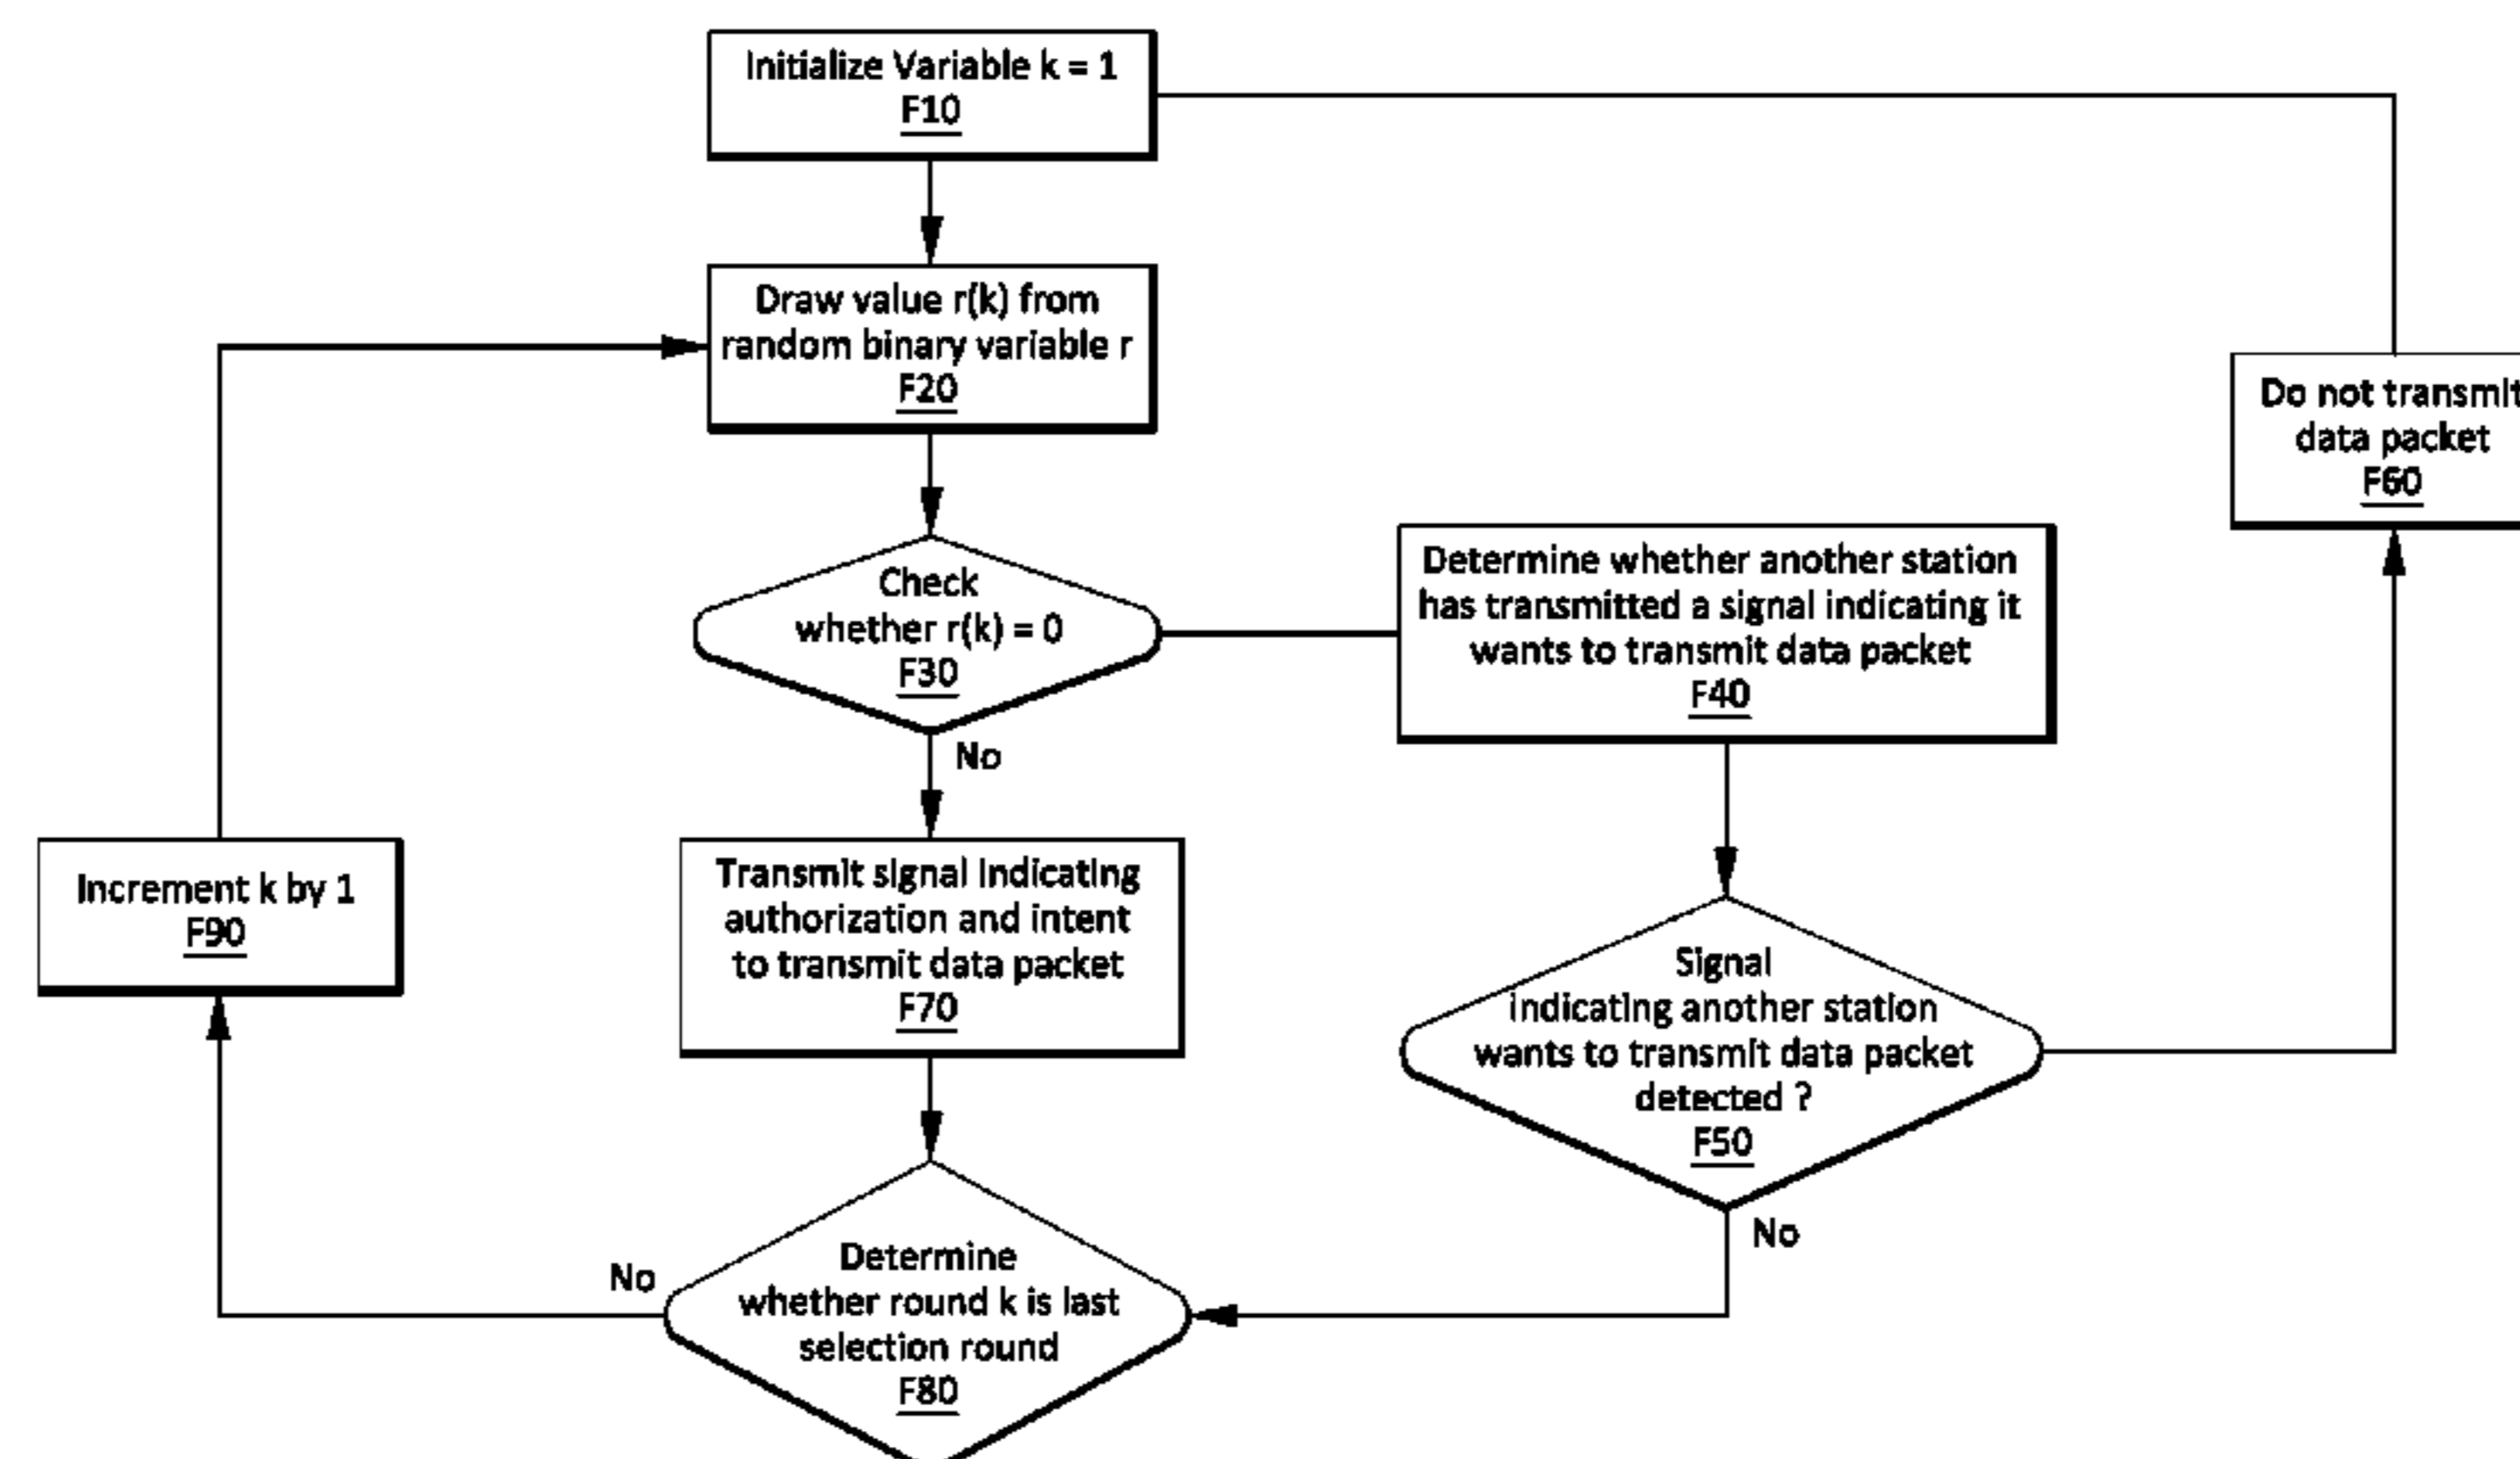 Initialize Variable k = 1
F10
Draw value r(k) from
random binary variable r
F20
Do not transmit
data packet
F60
Check
whether r(k) = 0
F30
Determine whether another station
has transmitted a signal indicating it
wants to transmit data packet
F40
No
Increment k by 1
F90
Transmit signal indicating
authorization and intent
to transmit data packet
F70
Signal
indicating another station
wants to transmit data packet
detected ?
F50
No
No
Determine
whether round k is last
selection round
F80